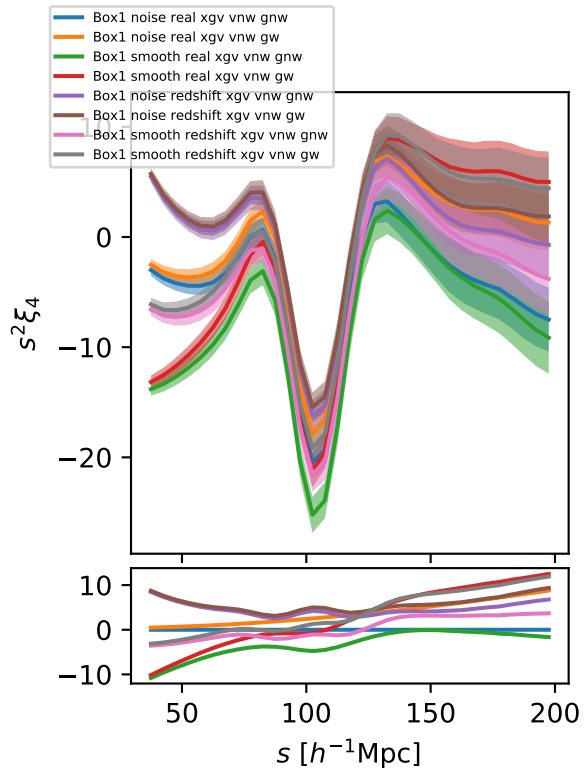 Box1 noise real xgv vnw gnw
Box1 noise real xgv vnw gw
Box1 smooth real xgv vnw gnw
Box1 smooth real xgv vnw gw
Box1 noise redshift xgv vnw gnw
Box1 noise redshift xgv vnw gw
Box1 smooth redshift xgv vnw gnw
Box1 smooth redshift xgv vnw gw
10
0
−10
−20
s²ξ₄
10
0
−10
50 100 150 200
s [h⁻¹Mpc]